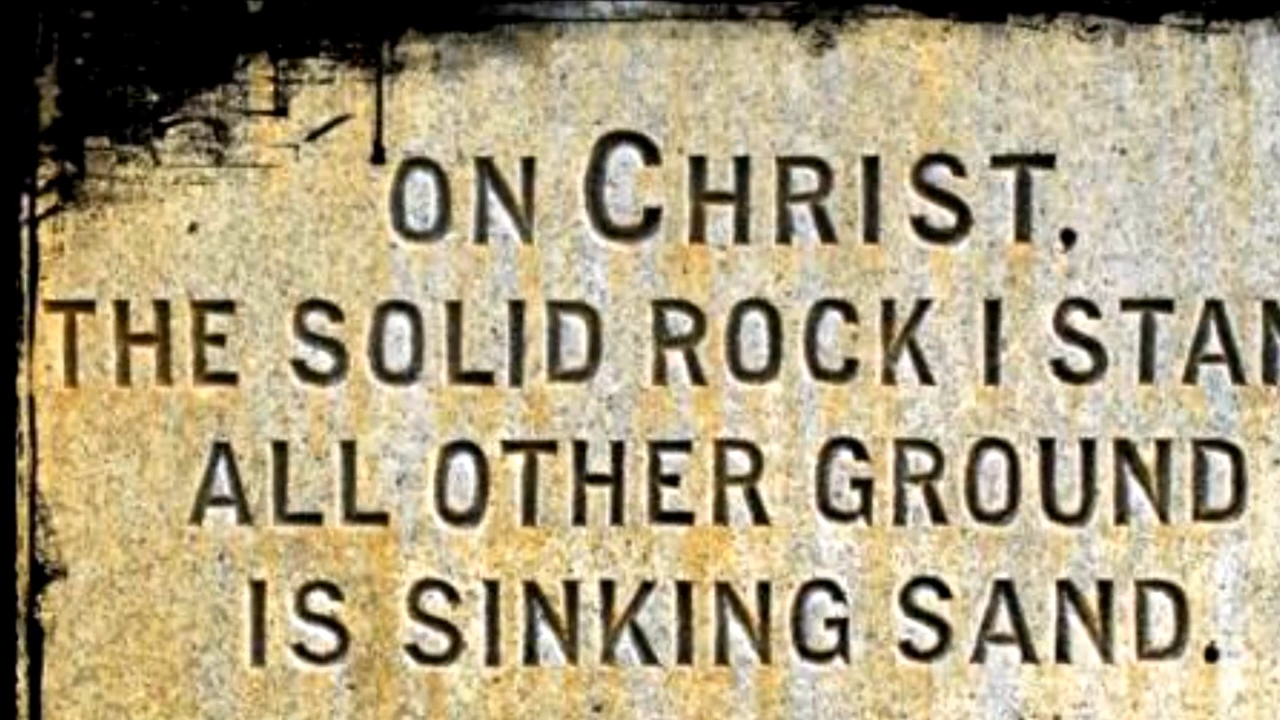 ON CHRIST,
THE SOLID ROCK I STAN
ALL OTHER GROUND
IS SINKING SAND.